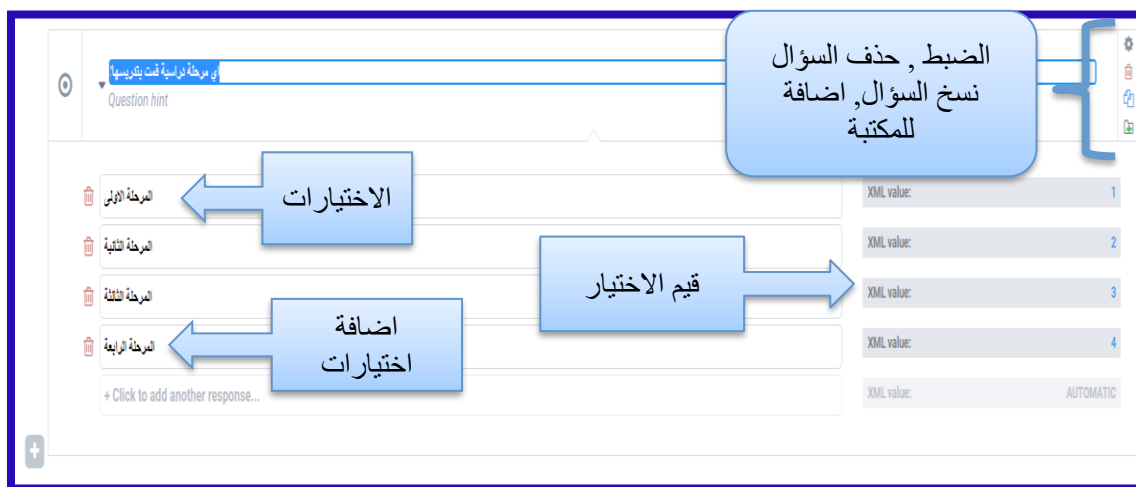 اي مرحلة دراسية قمت بتدريسها؟
Question hint
الضبط , حذف السؤال
نسخ السؤال, اضافة
للمكتبة
المرحلة الاولى
الاختيارات
XML value: 1
المرحلة الثانية
XML value: 2
قيم الاختيار
المرحلة الثالثة
XML value: 3
اضافة
اختيارات
المرحلة الرابعة
XML value: 4
+ Click to add another response...
XML value: AUTOMATIC